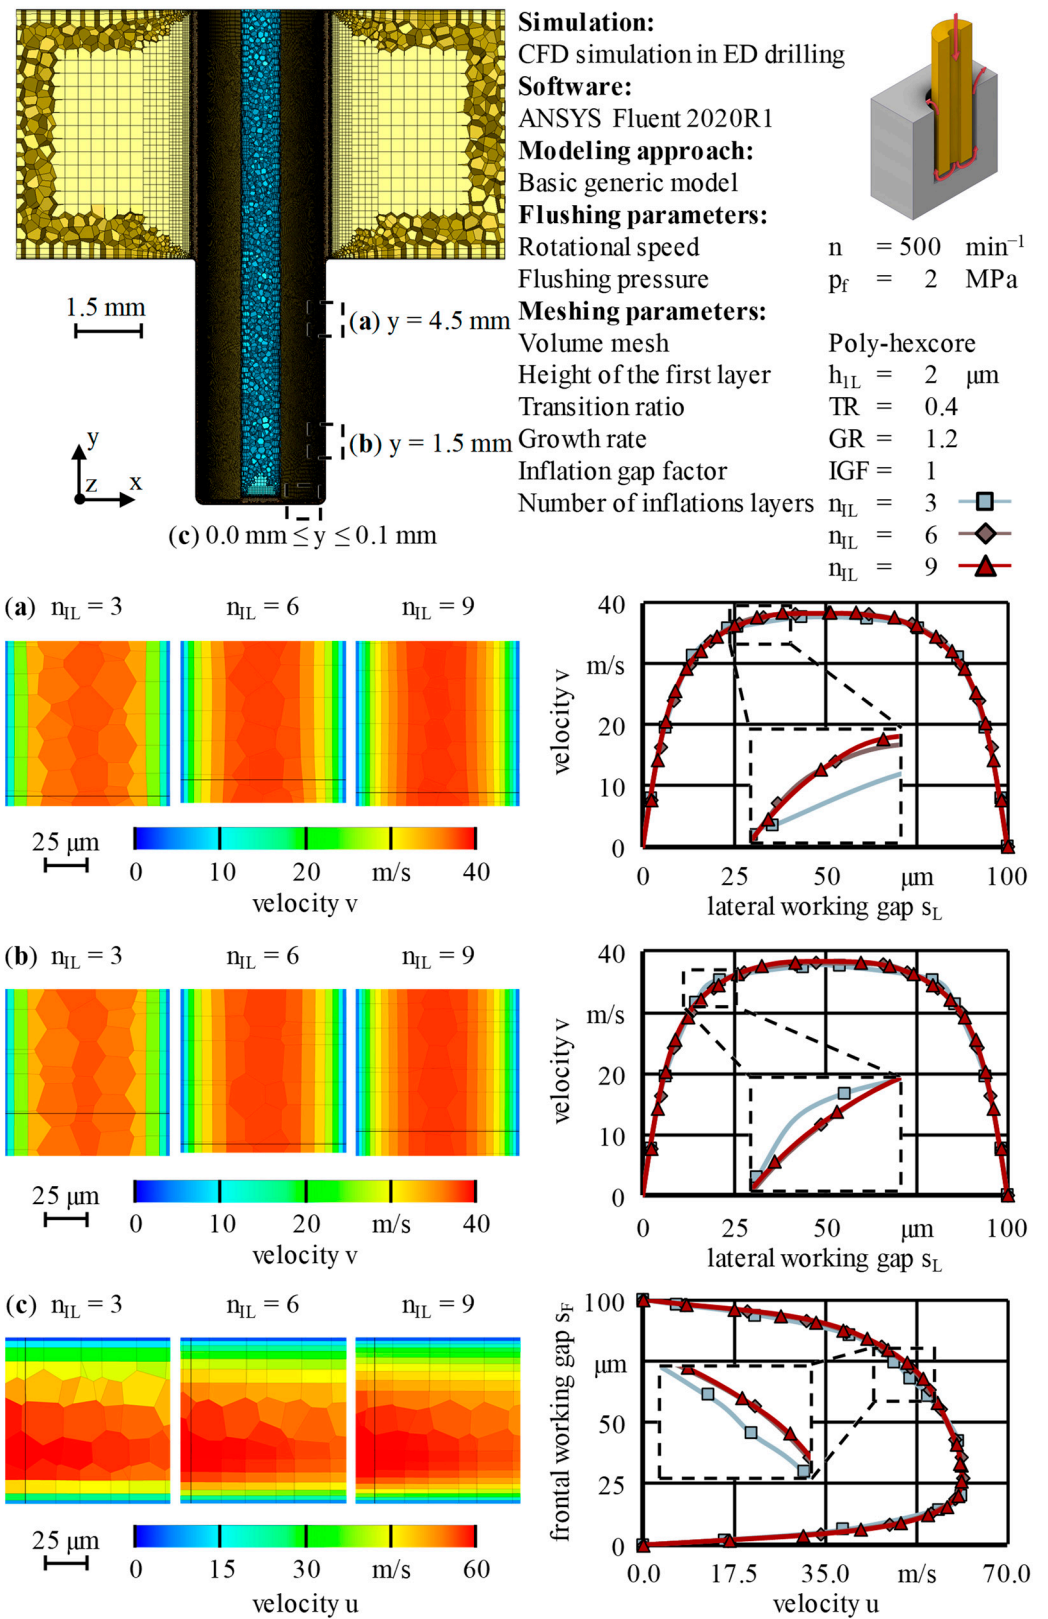 Simulation:
CFD simulation in ED drilling
Software:
ANSYS Fluent 2020R1
Modeling approach:
Basic generic model
Flushing parameters:
Rotational speed n = 500 min⁻¹
Flushing pressure p_f = 2 MPa
Meshing parameters:
Volume mesh Poly-hexcore
Height of the first layer h_1L = 2 μm
Transition ratio TR = 0.4
Growth rate GR = 1.2
Inflation gap factor IGF = 1
Number of inflations layers n_IL = 3
n_IL = 6
n_IL = 9
1.5 mm
(a) y = 4.5 mm
(b) y = 1.5 mm
y
z x
(c) 0.0 mm ≤ y ≤ 0.1 mm
(a) n_IL = 3 n_IL = 6 n_IL = 9
25 μm
0 10 20 m/s 40
velocity v
40
m/s
20
10
0
velocity v
0 25 50 μm 100
lateral working gap s_L
(b) n_IL = 3 n_IL = 6 n_IL = 9
25 μm
0 10 20 m/s 40
velocity v
40
m/s
20
10
0
velocity v
0 25 50 μm 100
lateral working gap s_L
(c) n_IL = 3 n_IL = 6 n_IL = 9
25 μm
0 15 30 m/s 60
velocity u
100
μm
50
25
0
frontal working gap s_F
0.0 17.5 35.0 m/s 70.0
velocity u